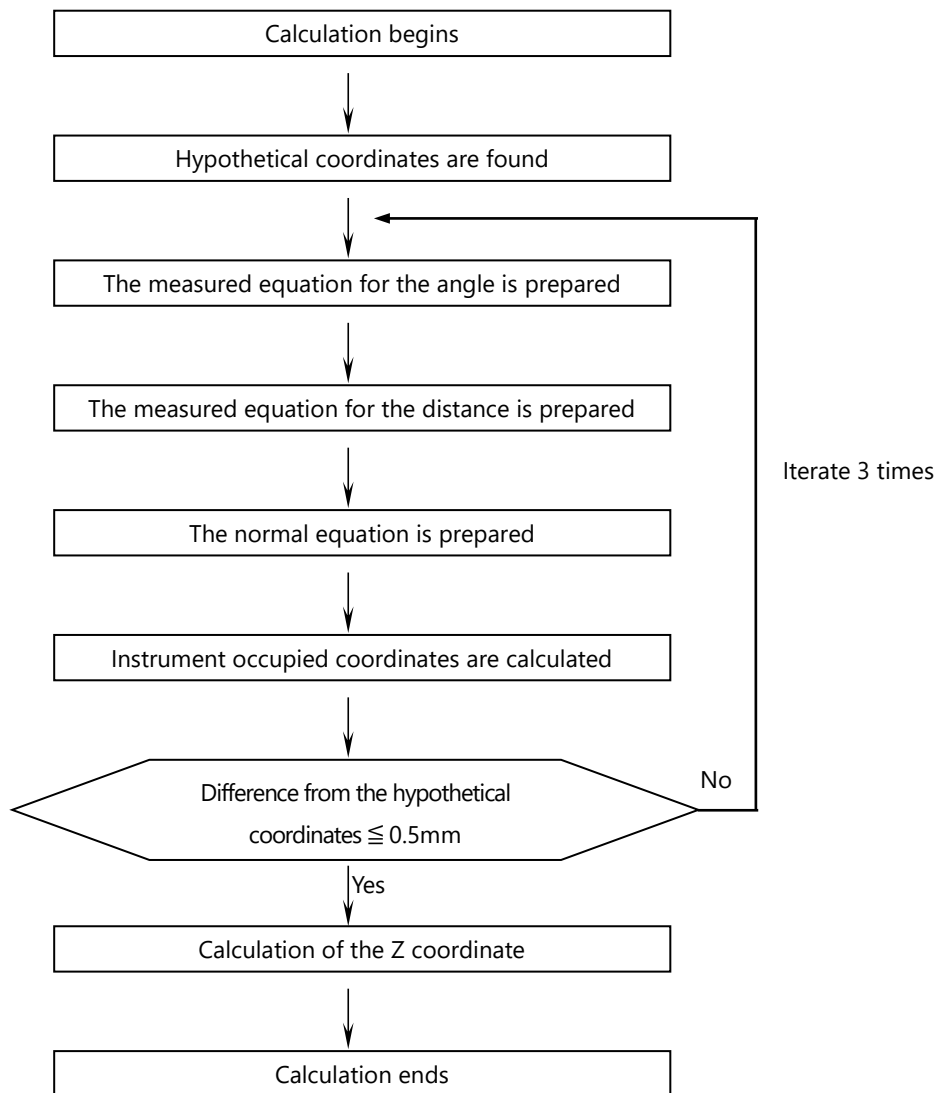 Calculation begins
Hypothetical coordinates are found
The measured equation for the angle is prepared
The measured equation for the distance is prepared
Iterate 3 times
The normal equation is prepared
Instrument occupied coordinates are calculated
No
Difference from the hypothetical
coordinates ≦ 0.5mm
Yes
Calculation of the Z coordinate
Calculation ends